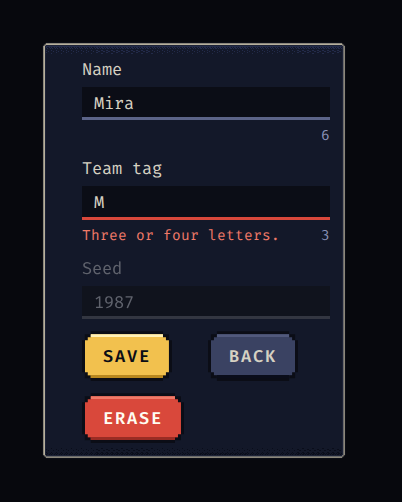 Name
Mira
6
Team tag
M
Three or four letters. 3
Seed
1987
SAVE BACK
ERASE